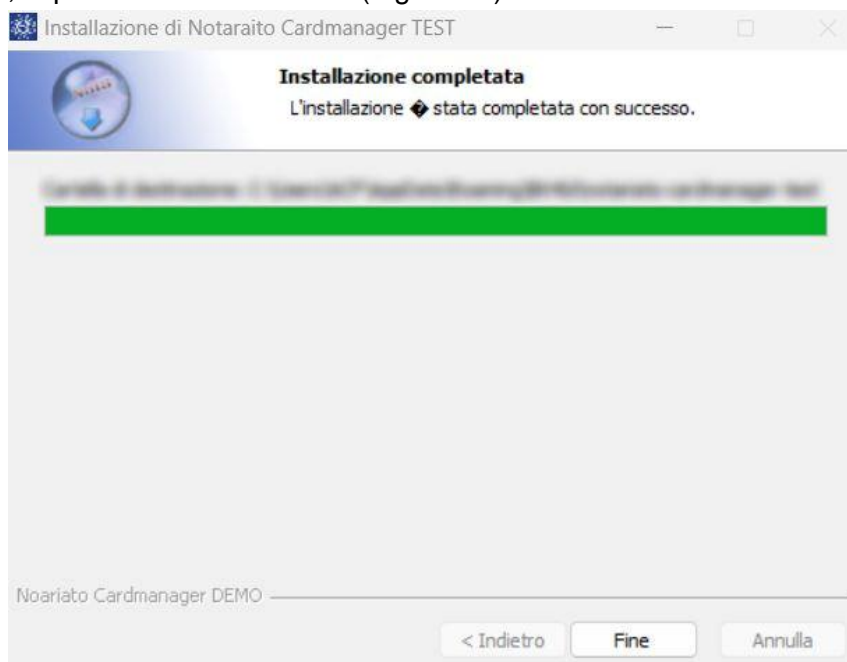 Installazione di Notaraito Cardmanager TEST
Installazione completata
L'installazione � stata completata con successo.
Noariato Cardmanager DEMO
< Indietro
Fine
Annulla